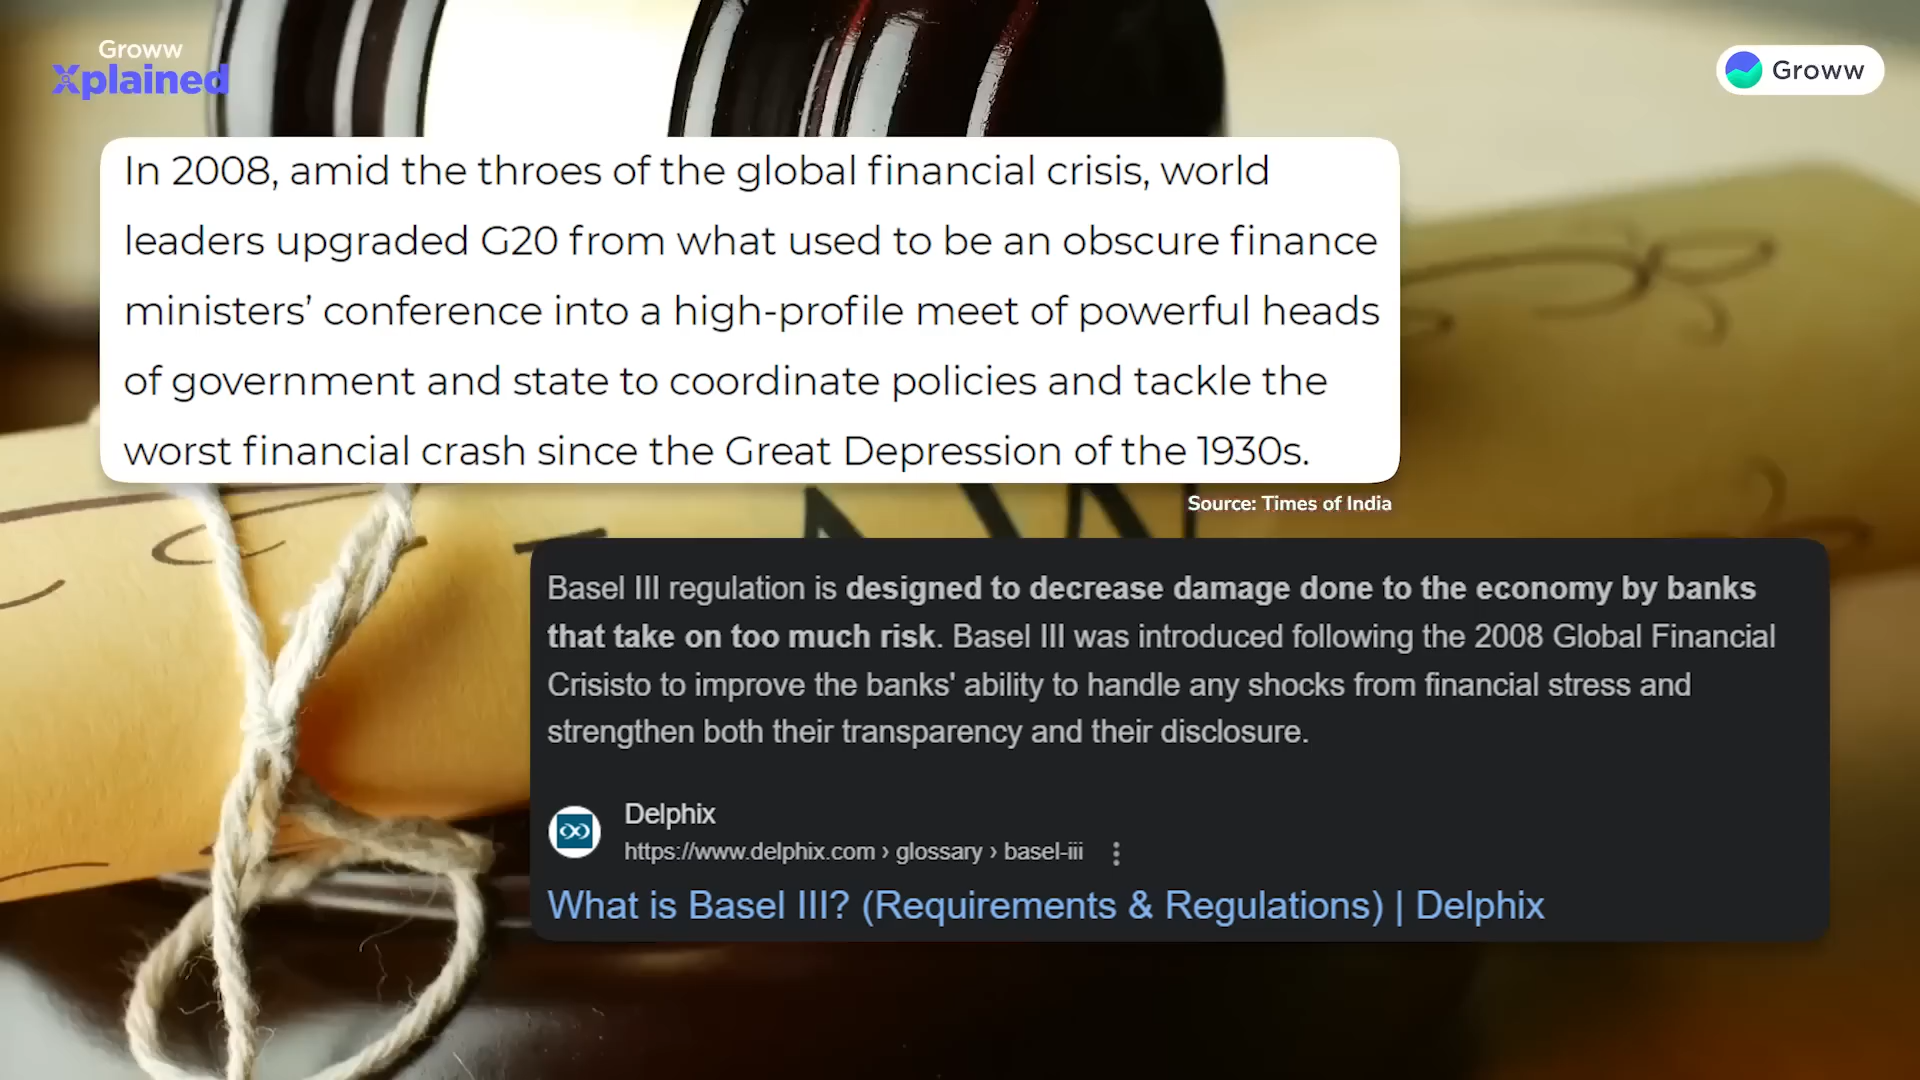 Groww
Xplained
Groww
In 2008, amid the throes of the global financial crisis, world
leaders upgraded G20 from what used to be an obscure finance
ministers’ conference into a high-profile meet of powerful heads
of government and state to coordinate policies and tackle the
worst financial crash since the Great Depression of the 1930s.
Source: Times of India
Basel III regulation is designed to decrease damage done to the economy by banks
that take on too much risk. Basel III was introduced following the 2008 Global Financial
Crisisto to improve the banks' ability to handle any shocks from financial stress and
strengthen both their transparency and their disclosure.
Delphix
https://www.delphix.com › glossary › basel-iii
What is Basel III? (Requirements & Regulations) | Delphix